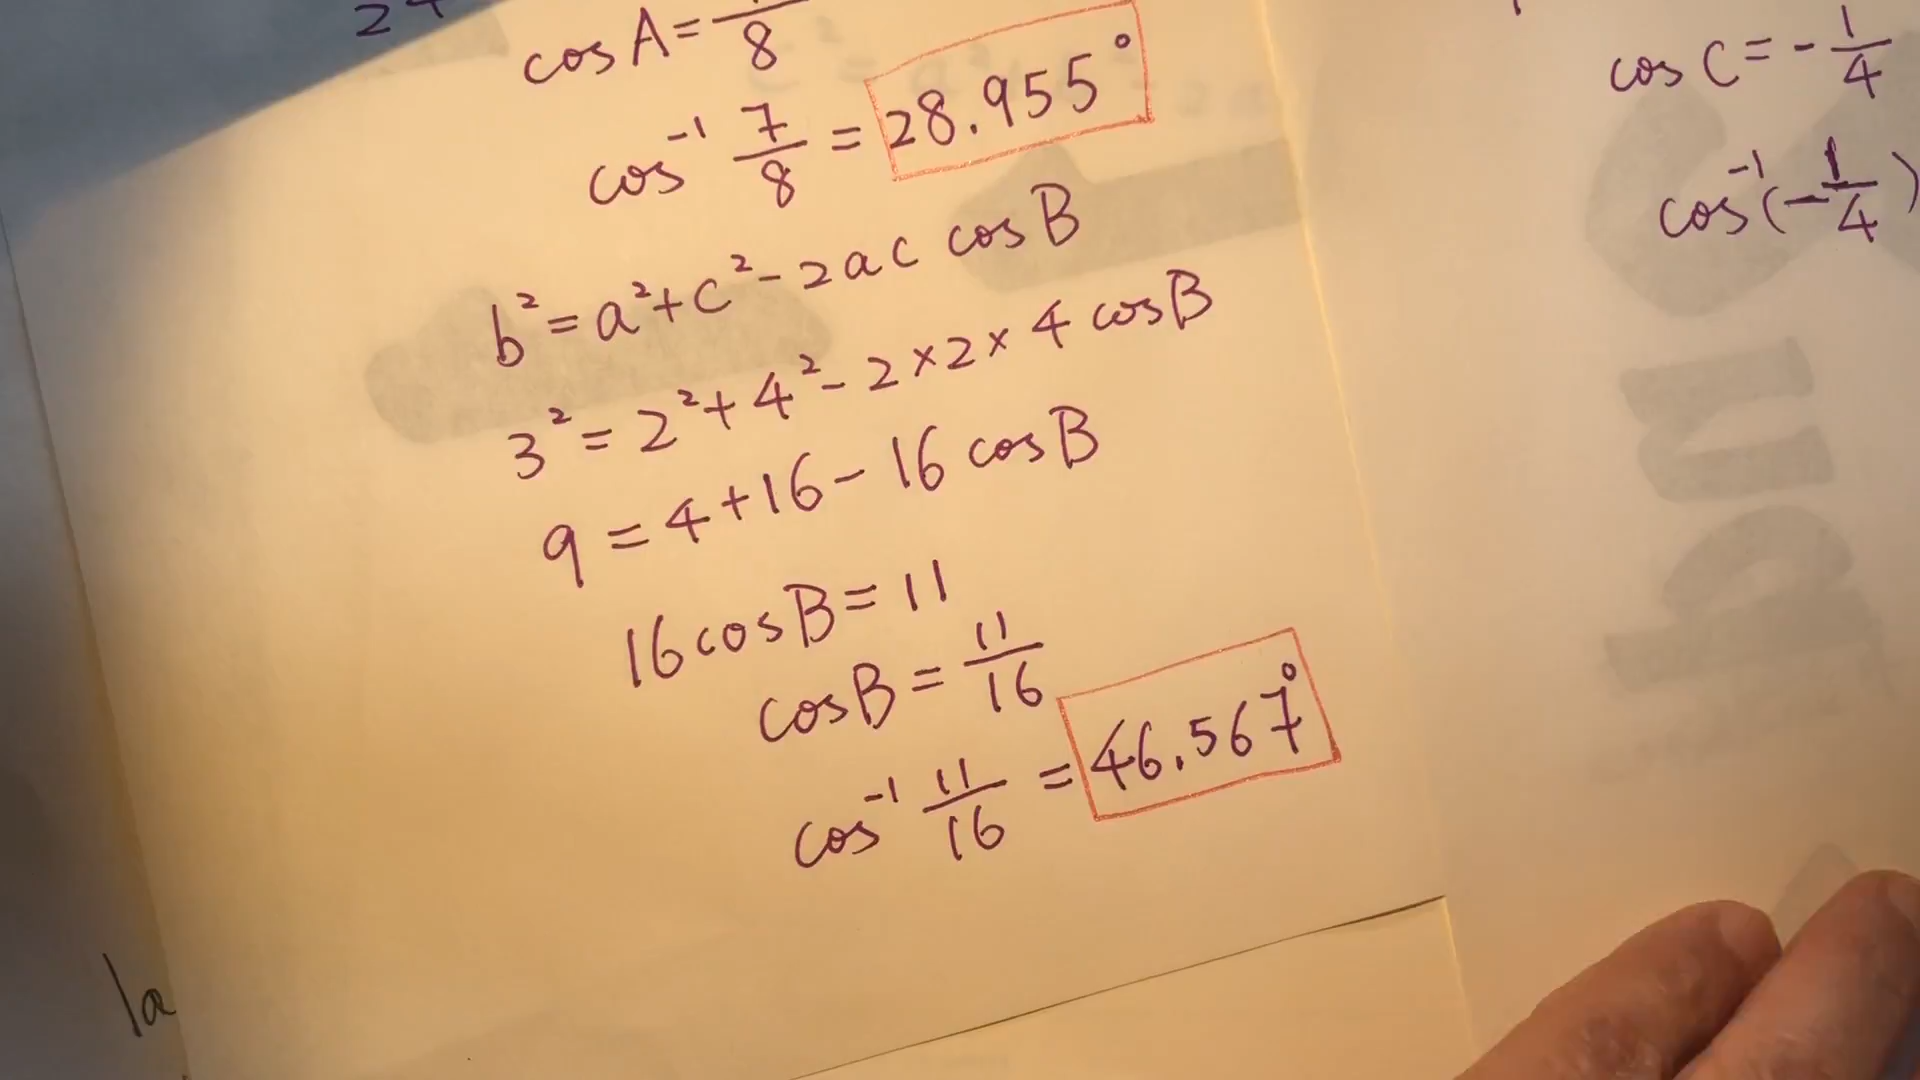 cos A = /8
cos⁻¹ 7/8 = 28.955°
b² = a² + c² - 2ac cos B
3² = 2² + 4² - 2×2×4 cos B
9 = 4 + 16 - 16 cos B
16 cos B = 11
cos B = 11/16
cos⁻¹ 11/16 = 46.567°
la
cos C = - 1/4
cos⁻¹(- 1/4)